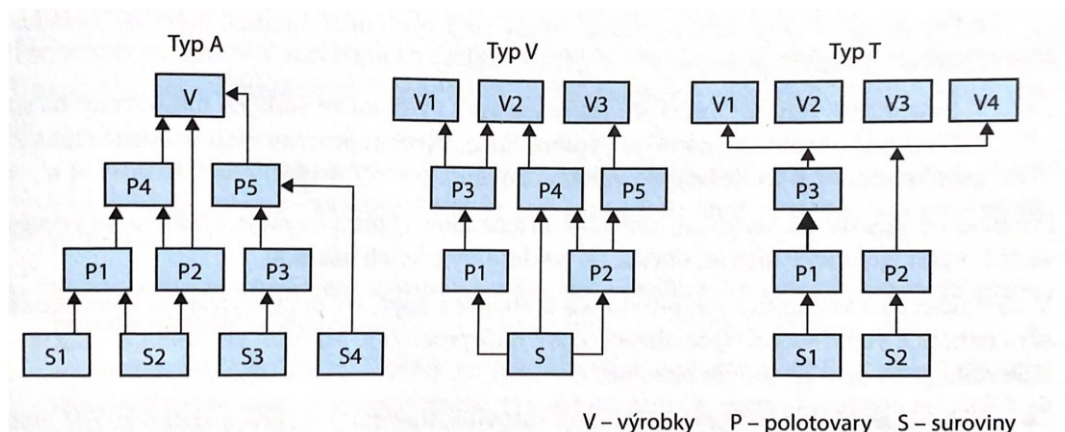 Typ A Typ V Typ T
V V1 V2 V3 V1 V2 V3 V4
P4 P5 P3 P4 P5 P3
P1 P2 P3 P1 P2 P1 P2
S1 S2 S3 S4 S S1 S2
V – výrobky P – polotovary S – suroviny